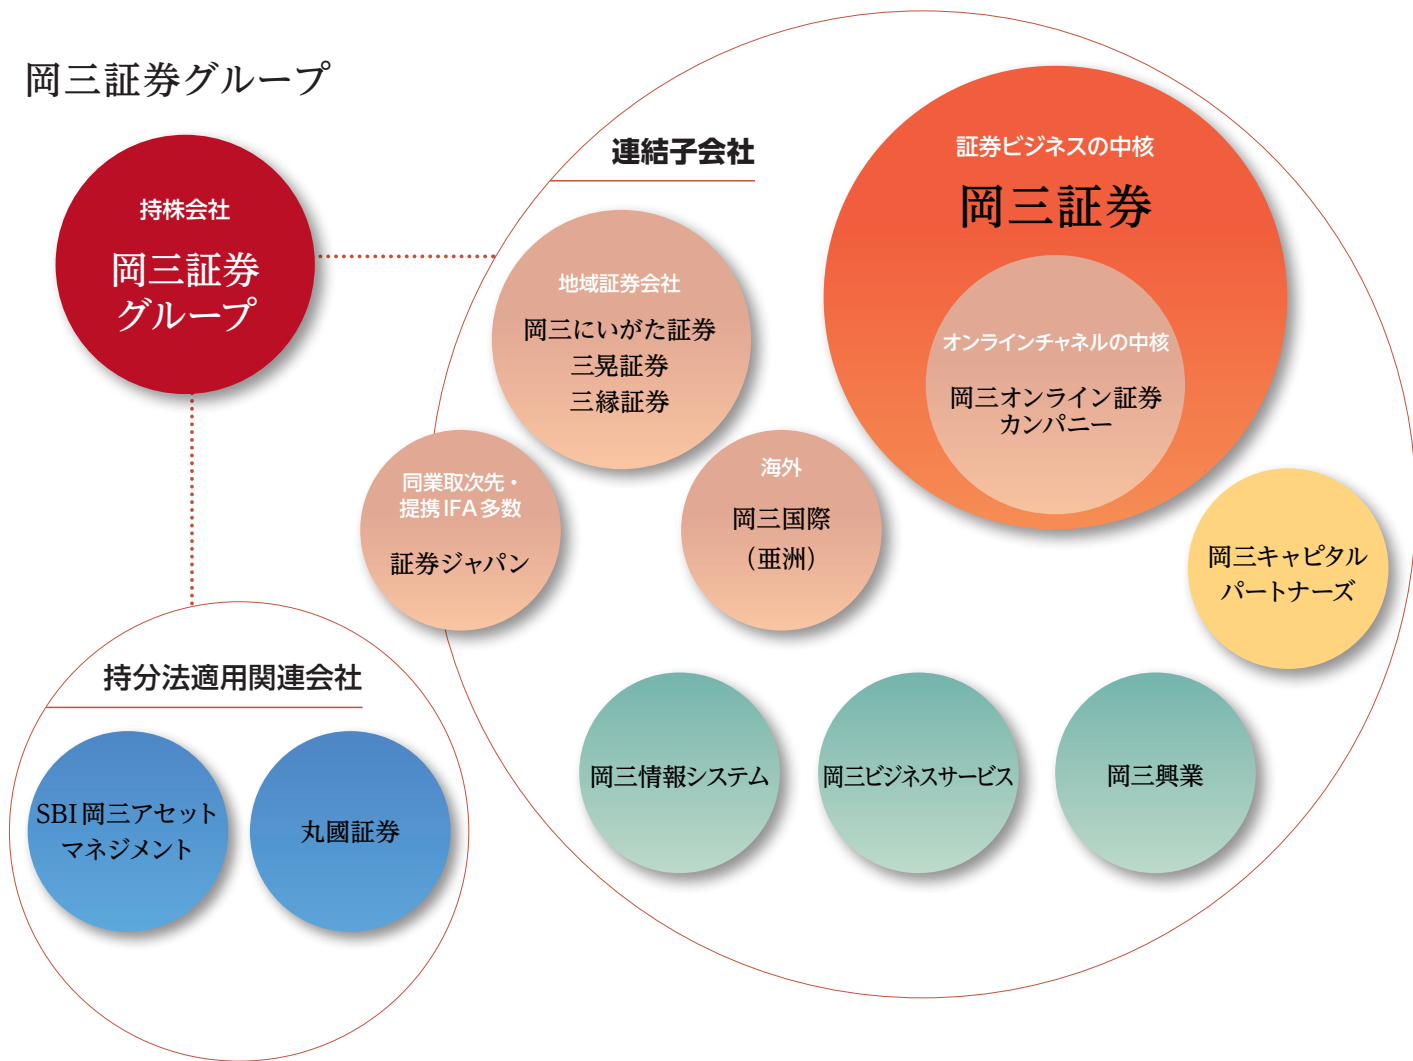 岡三証券グループ
持株会社
岡三証券
グループ
連結子会社
証券ビジネスの中核
岡三証券
オンラインチャネルの中核
岡三オンライン証券
カンパニー
地域証券会社
岡三にいがた証券
三晃証券
三縁証券
同業取次先・
提携IFA多数
証券ジャパン
海外
岡三国際
(亜洲)
岡三キャピタル
パートナーズ
岡三情報システム
岡三ビジネスサービス
岡三興業
持分法適用関連会社
SBI岡三アセット
マネジメント
丸國証券